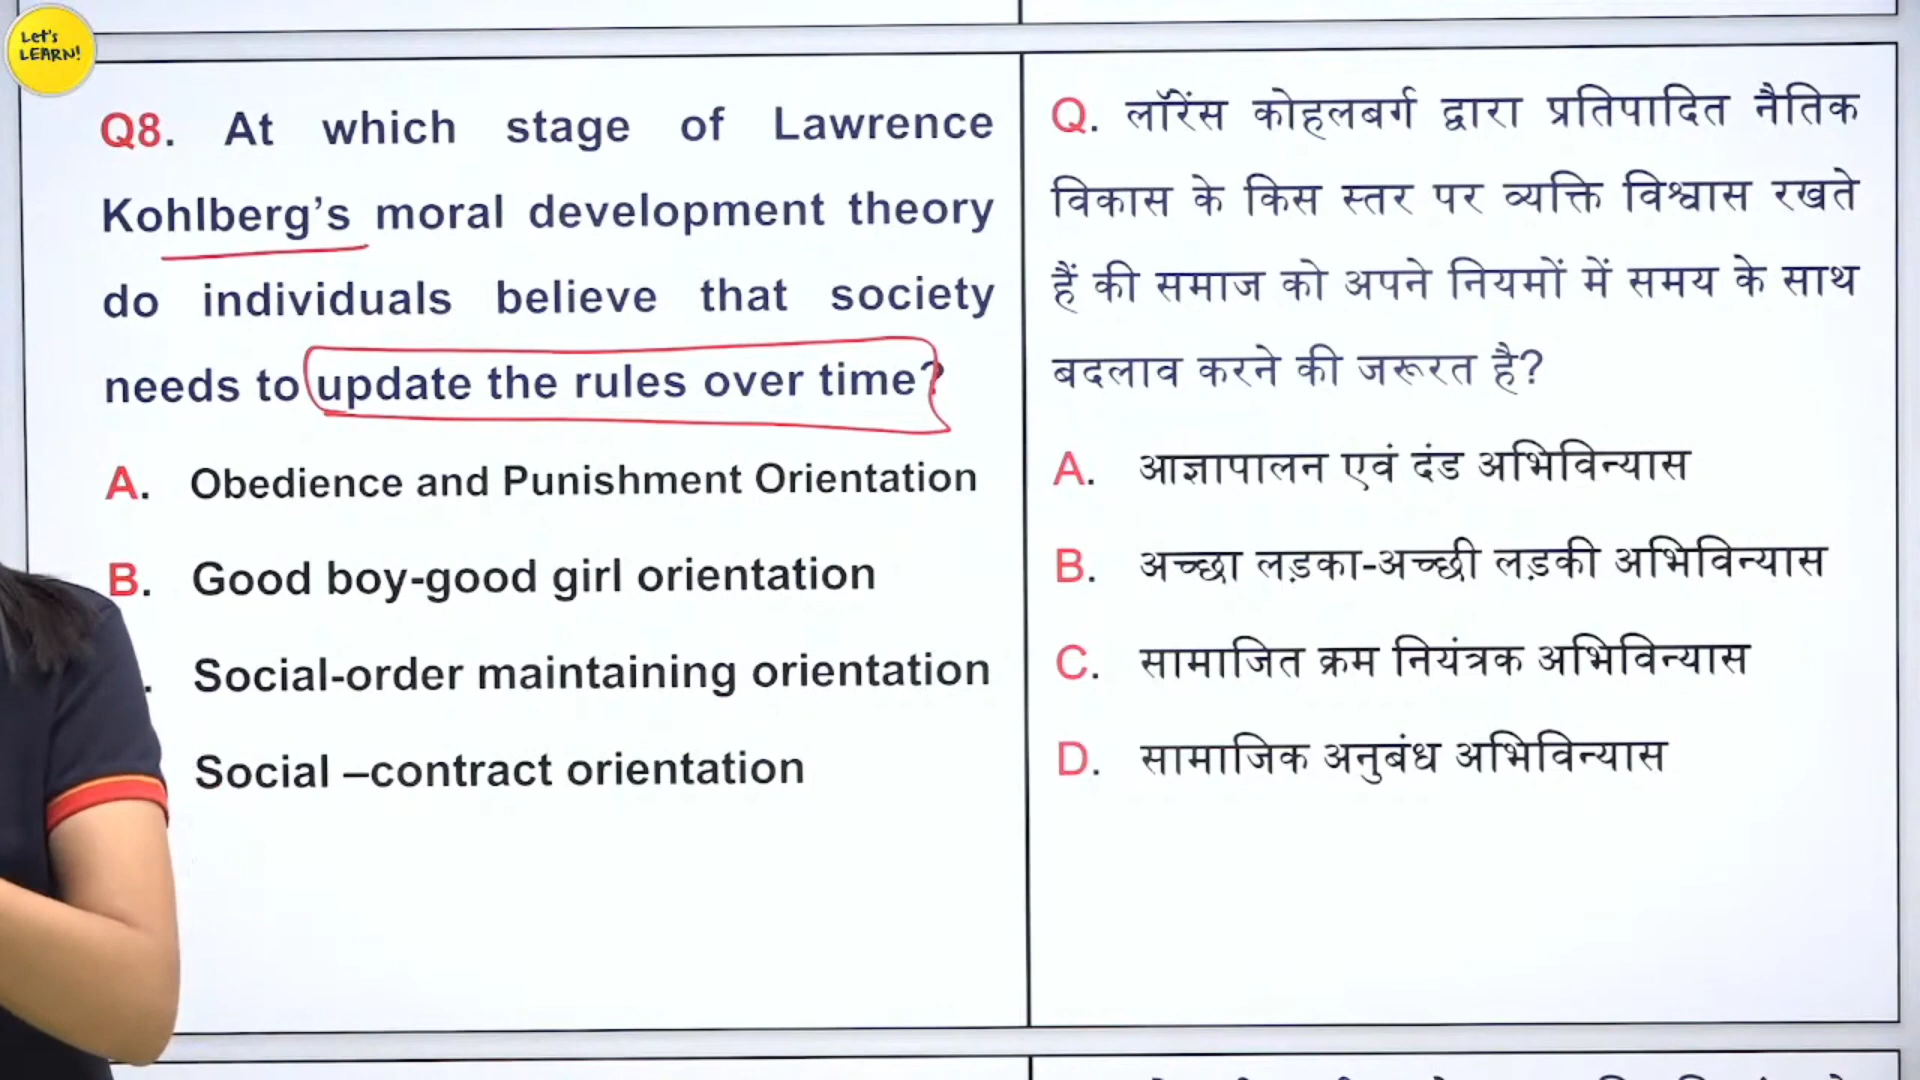 Let's
LEARN!
Q8. At which stage of Lawrence
Kohlberg's moral development theory
do individuals believe that society
needs to update the rules over time?
A. Obedience and Punishment Orientation
B. Good boy-good girl orientation
. Social-order maintaining orientation
Social –contract orientation
Q. लॉरेंस कोहलबर्ग द्वारा प्रतिपादित नैतिक
विकास के किस स्तर पर व्यक्ति विश्वास रखते
हैं की समाज को अपने नियमों में समय के साथ
बदलाव करने की जरूरत है?
A. आज्ञापालन एवं दंड अभिविन्यास
B. अच्छा लड़का-अच्छी लड़की अभिविन्यास
C. सामाजित क्रम नियंत्रक अभिविन्यास
D. सामाजिक अनुबंध अभिविन्यास